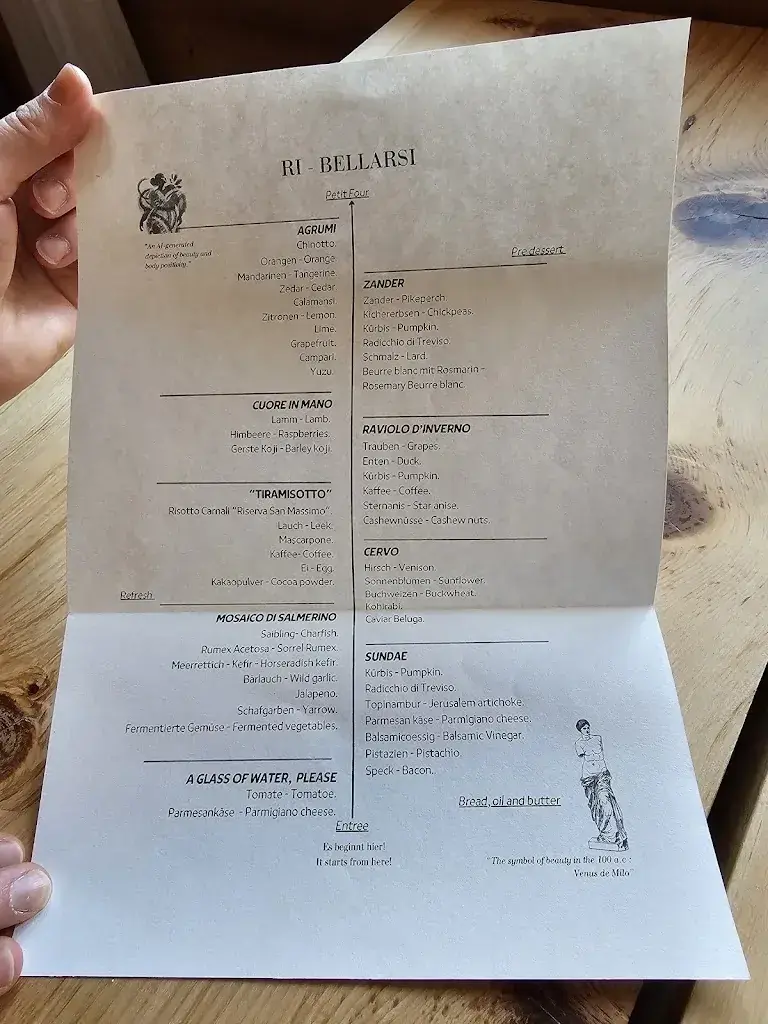 RI - BELLARSI
Petit Four
"An AI-generated
depiction of beauty and
body positivity."
AGRUMI
Chinotto.
Orangen - Orange.
Mandarinen - Tangerine.
Zedar - Cedar.
Calamansi.
Zitronen - Lemon.
Lime.
Grapefruit.
Campari.
Yuzu.
CUORE IN MANO
Lamm - Lamb.
Himbeere - Raspberries.
Gerste Koji - Barley koji.
"TIRAMISOTTO"
Risotto Carnali "Riserva San Massimo".
Lauch - Leek.
Mascarpone.
Kaffee- Coffee.
Ei - Egg.
Kakaopulver - Cocoa powder.
Refresh
MOSAICO DI SALMERINO
Saibling- Charfish.
Rumex Acetosa - Sorrel Rumex.
Meerrettich - Kefir - Horseradish kefir.
Barlauch - Wild garlic.
Jalapeno.
Schafgarben - Yarrow.
Fermentierte Gemüse - Fermented vegetables.
A GLASS OF WATER, PLEASE
Tomate - Tomatoe.
Parmesankäse - Parmigiano cheese.
Pre dessert
ZANDER
Zander - Pikeperch.
Kichererbsen - Chickpeas.
Kürbis - Pumpkin.
Radicchio di Treviso.
Schmalz - Lard.
Beurre blanc mit Rosmarin -
Rosemary Beurre blanc.
RAVIOLO D'INVERNO
Trauben - Grapes.
Enten - Duck.
Kürbis - Pumpkin.
Kaffee - Coffee.
Sternanis - Star anise.
Cashewnüsse - Cashew nuts.
CERVO
Hirsch - Venison.
Sonnenblumen - Sunflower.
Buchweizen - Buckwheat.
Kohlrabi.
Caviar Beluga.
SUNDAE
Kürbis - Pumpkin.
Radicchio di Treviso.
Topinambur - Jerusalem artichoke.
Parmesan käse - Parmigiano cheese.
Balsamicoessig - Balsamic Vinegar.
Pistazien - Pistachio.
Speck - Bacon.
Bread, oil and butter
Entree
Es beginnt hier!
It starts from here!
"The symbol of beauty in the 100 a.c :
Venus de Milo"